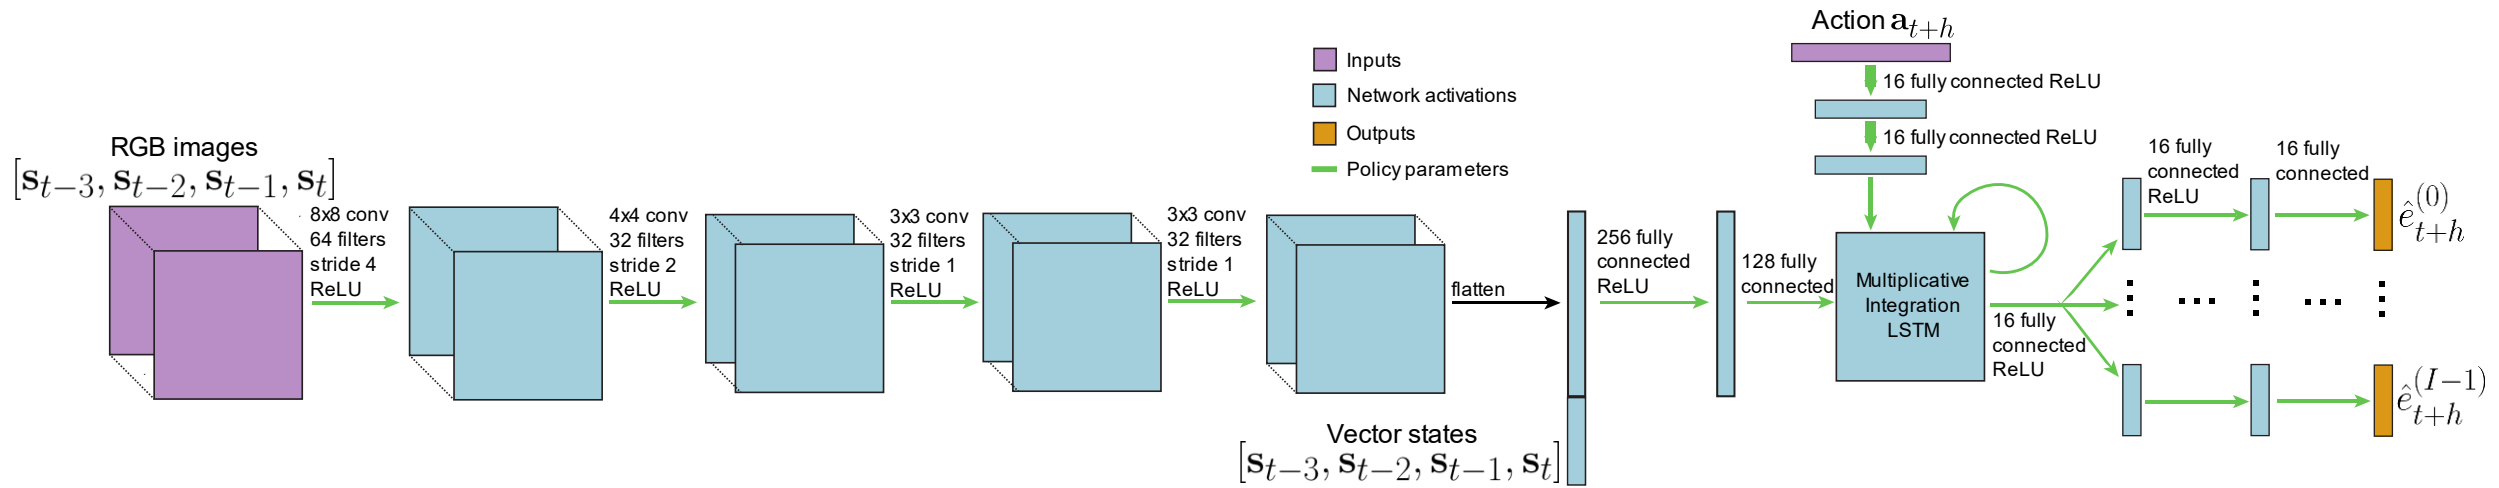 RGB images
[s_{t−3}, s_{t−2}, s_{t−1}, s_t]
8x8 conv
64 filters
stride 4
ReLU
4x4 conv
32 filters
stride 2
ReLU
3x3 conv
32 filters
stride 1
ReLU
3x3 conv
32 filters
stride 1
ReLU
flatten
Vector states
[s_{t−3}, s_{t−2}, s_{t−1}, s_t]
256 fully
connected
ReLU
128 fully
connected
Inputs
Network activations
Outputs
Policy parameters
Action a_{t+h}
16 fully connected ReLU
16 fully connected ReLU
Multiplicative
Integration
LSTM
16 fully
connected
ReLU
16 fully
connected
ReLU
16 fully
connected
ê_{t+h}^{(0)}
ê_{t+h}^{(I−1)}